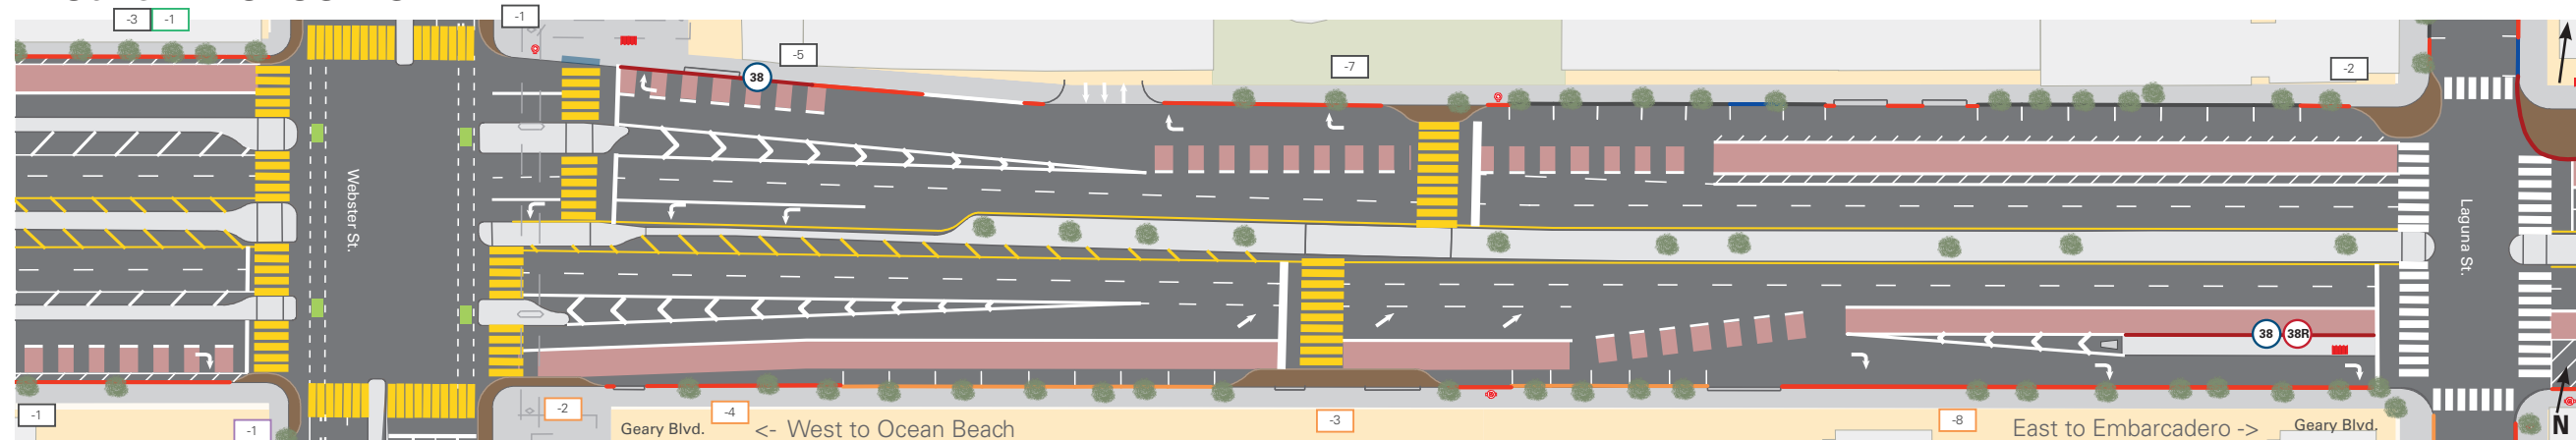 -3 -1
-1
-5
38
-7
-2
Webster St.
Laguna St.
38 38R
-1
-1
-2
-4
-3
-8
Geary Blvd. <- West to Ocean Beach
East to Embarcadero -> Geary Blvd.
N